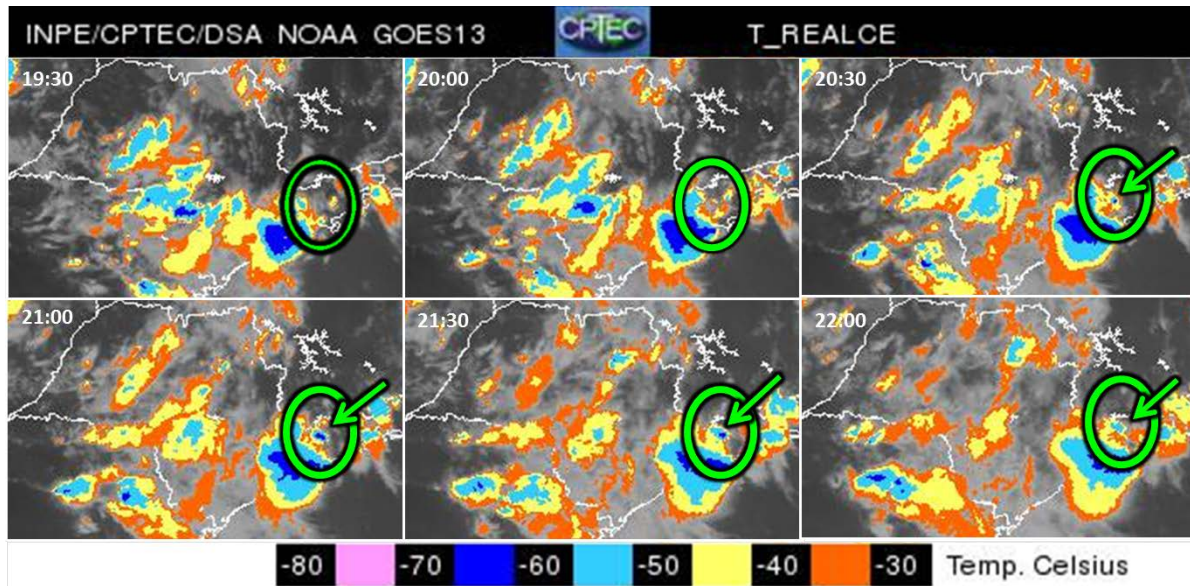 INPE/CPTEC/DSA NOAA GOES13 CPTEC T_REALCE
19:30 20:00 20:30
21:00 21:30 22:00
-80 -70 -60 -50 -40 -30 Temp. Celsius